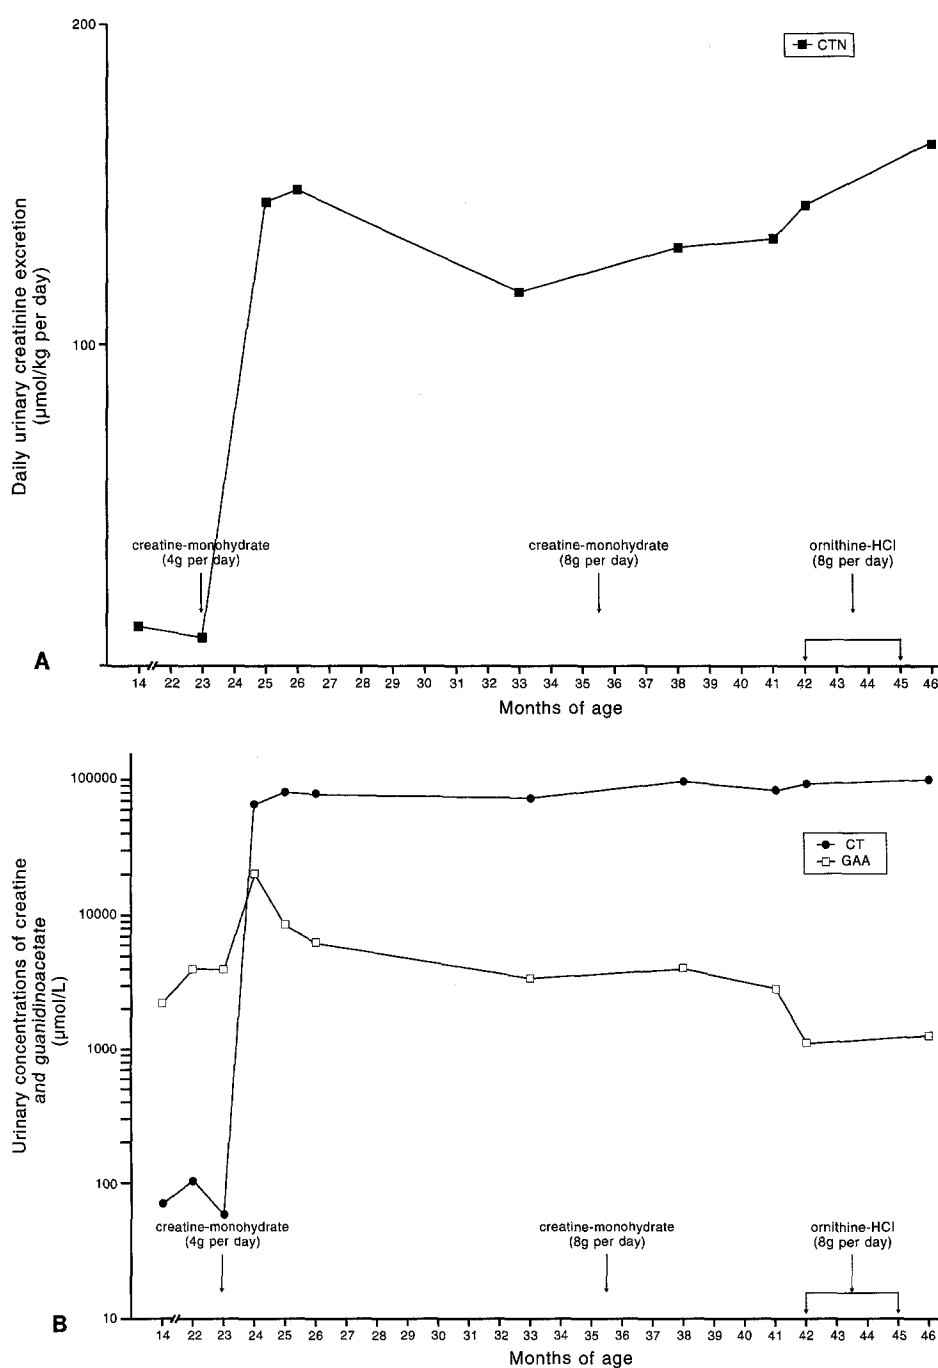 200
CTN
Daily urinary creatinine excretion
(µmol/kg per day)
100
creatine-monohydrate
(4g per day)
creatine-monohydrate
(8g per day)
ornithine-HCl
(8g per day)
A
14 22 23 25 26 27 28 29 30 31 32 33 34 35 36 37 38 39 40 41 42 43 44 45 46
Months of age
100000
CT
GAA
10000
Urinary concentrations of creatine
and guanidinoacetate
(µmol/L)
1000
100
creatine-monohydrate
(4g per day)
creatine-monohydrate
(8g per day)
ornithine-HCl
(8g per day)
10
B
14 22 23 24 25 26 27 28 29 30 31 32 33 34 35 36 37 38 39 40 41 42 43 44 45 46
Months of age